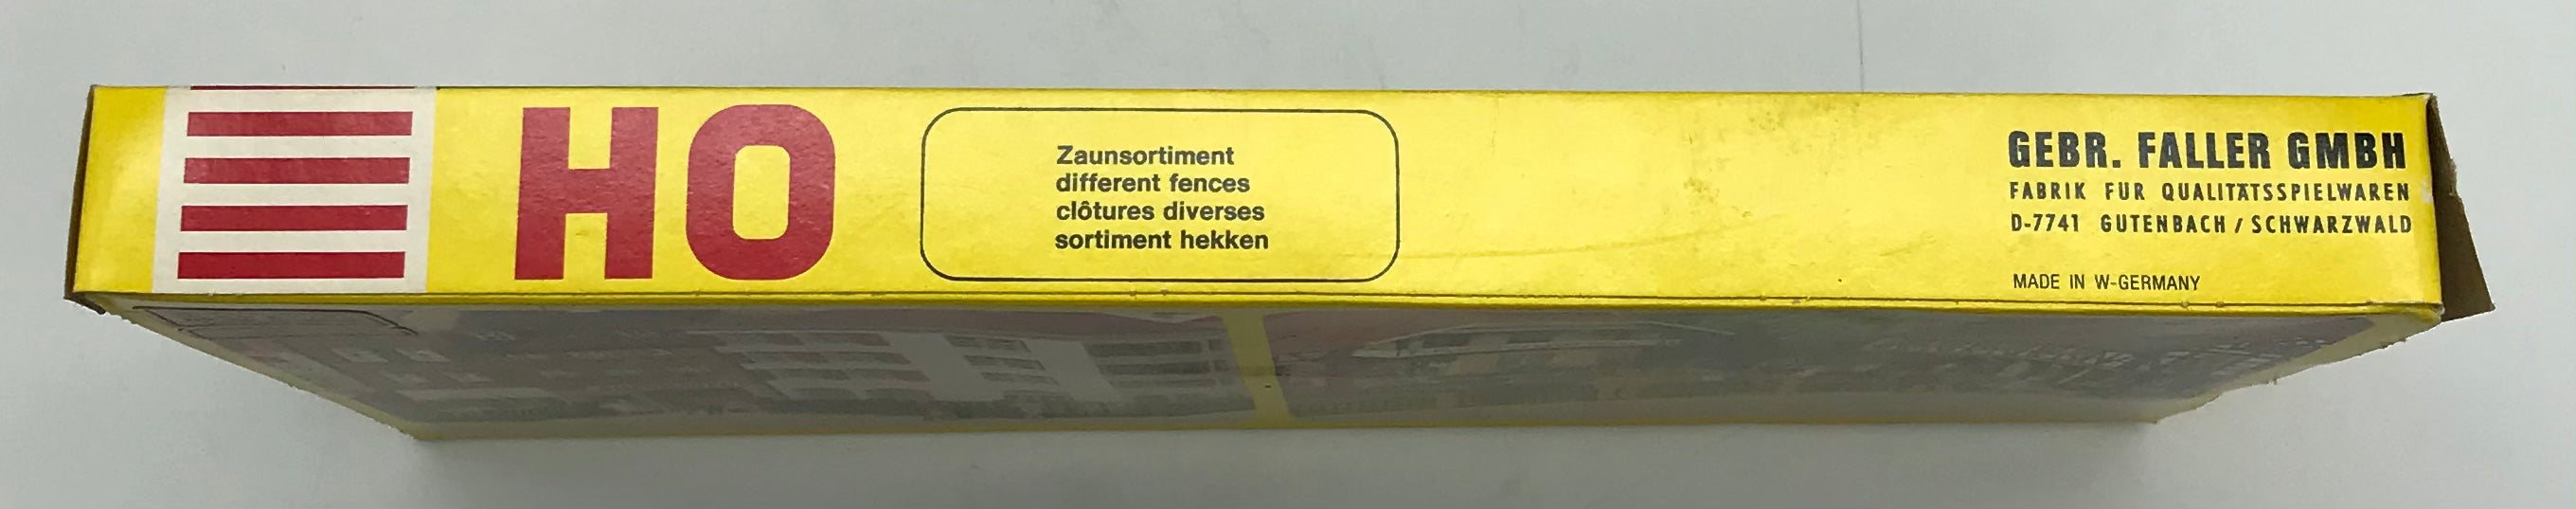 HO
Zaunsortiment
different fences
clôtures diverses
sortiment hekken
GEBR. FALLER GMBH
FABRIK FÜR QUALITÄTSSPIELWAREN
D-7741 GÜTENBACH / SCHWARZWALD
MADE IN W-GERMANY